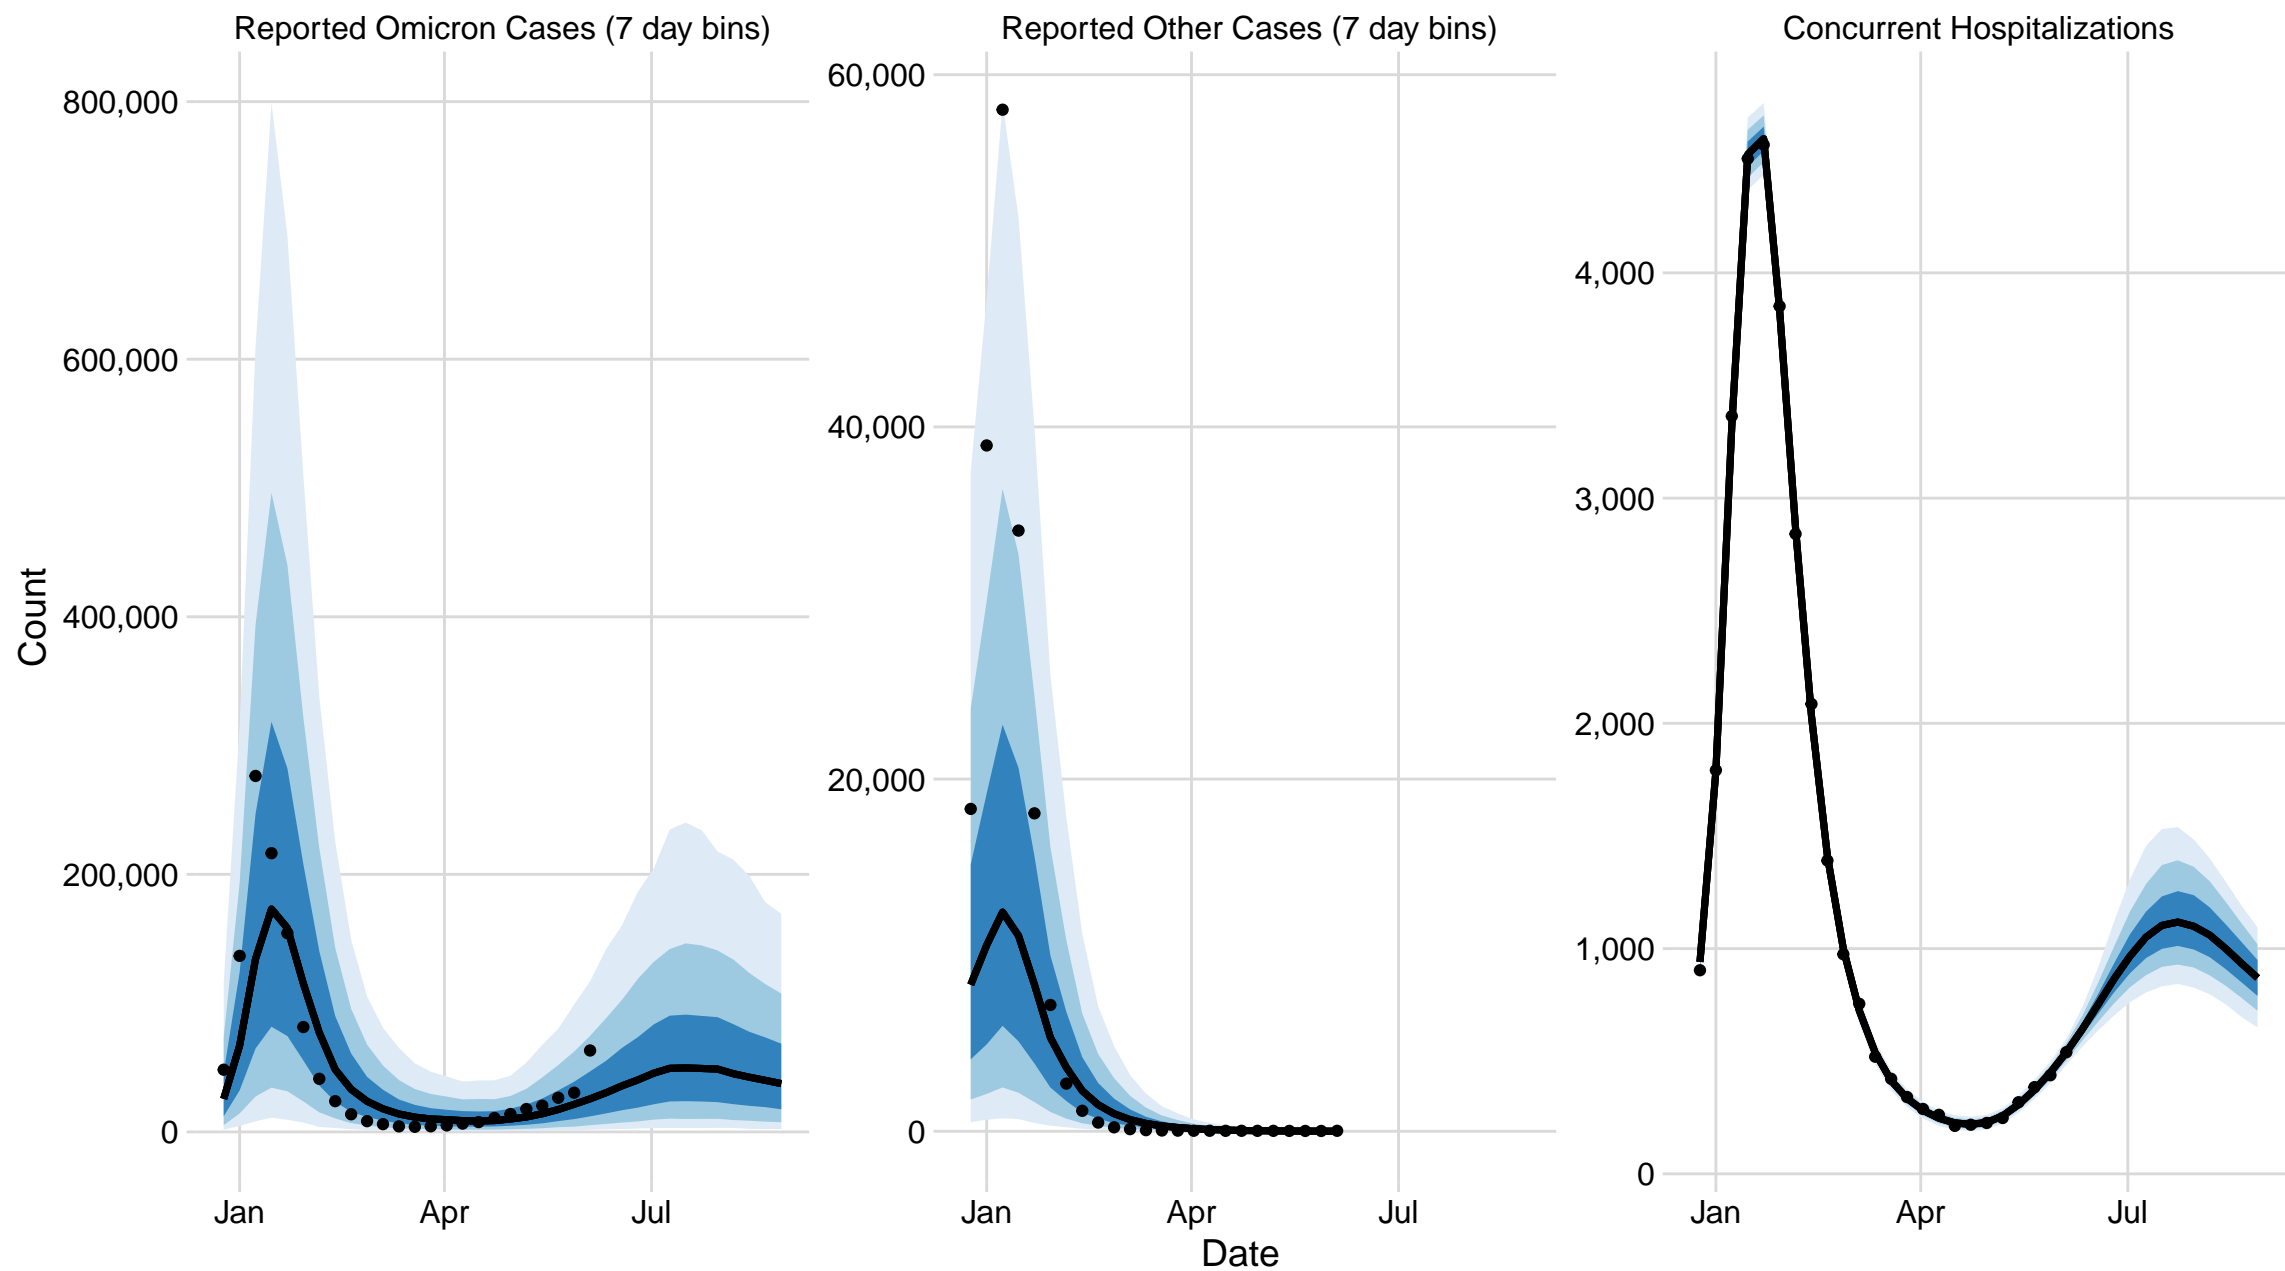 Reported Omicron Cases (7 day bins)
Reported Other Cases (7 day bins)
Concurrent Hospitalizations
Count
800,000
600,000
400,000
200,000
0
60,000
40,000
20,000
0
4,000
3,000
2,000
1,000
0
Jan Apr Jul
Jan Apr Jul
Jan Apr Jul
Date